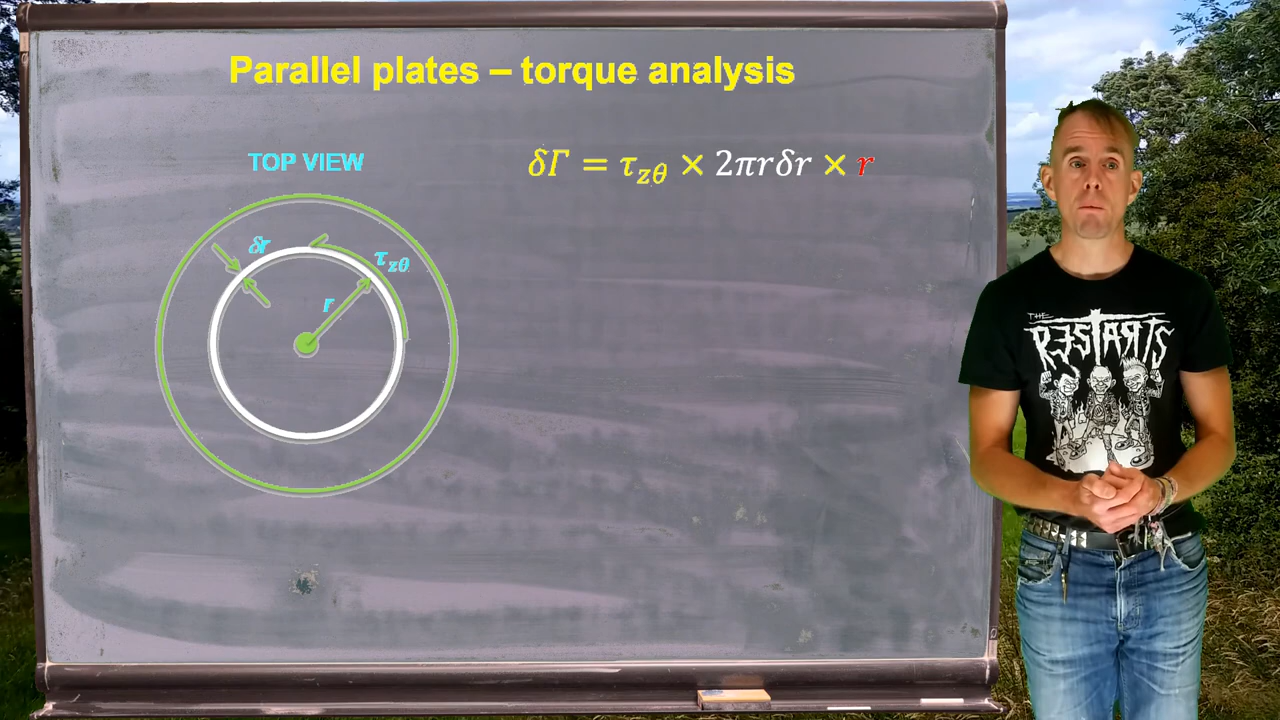 Parallel plates – torque analysis
TOP VIEW
δΓ = τzθ × 2πrδr × r
δr
τzθ
r
THE
RESTARTS